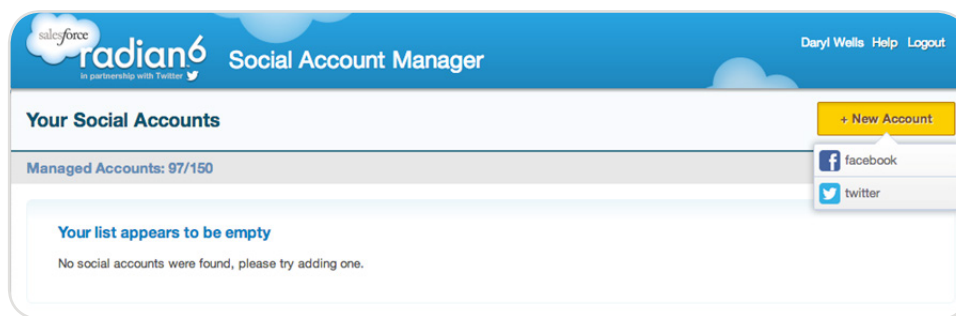 salesforce
radian6
in partnership with Twitter
Social Account Manager
Daryl Wells Help Logout
Your Social Accounts
+ New Account
facebook
twitter
Managed Accounts: 97/150
Your list appears to be empty
No social accounts were found, please try adding one.